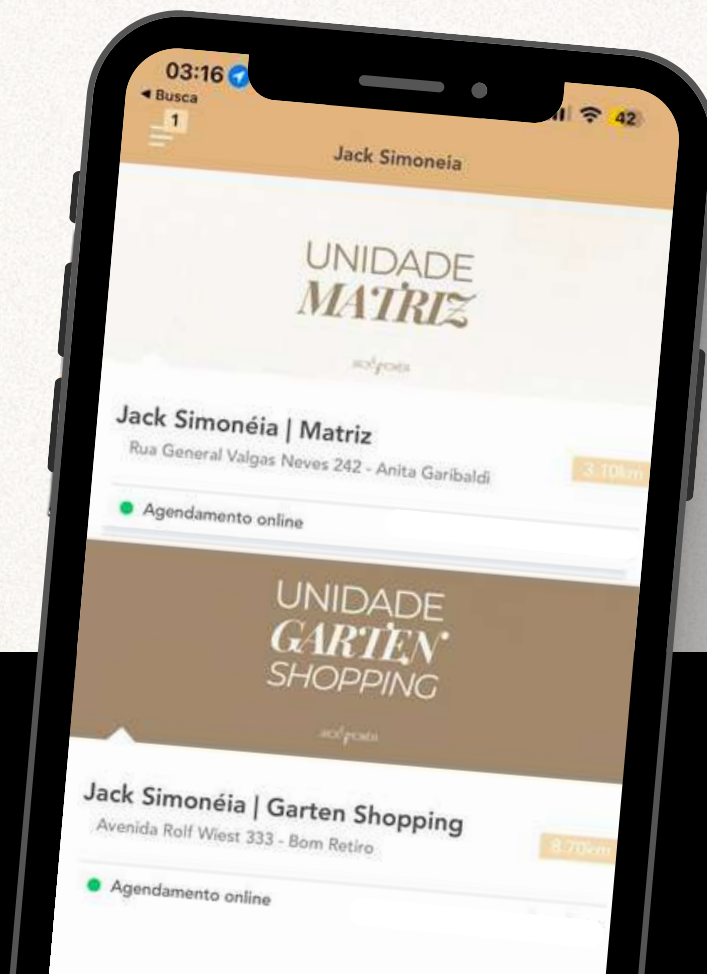 03:16
42
◀ Busca
1
Jack Simoneia
UNIDADE
MATRIZ
Jack Simonéia | Matriz
Rua General Valgas Neves 242 - Anita Garibaldi
3.10km
Agendamento online
UNIDADE
GARTEN
SHOPPING
Jack Simonéia | Garten Shopping
Avenida Rolf Wiest 333 - Bom Retiro
8.70km
Agendamento online